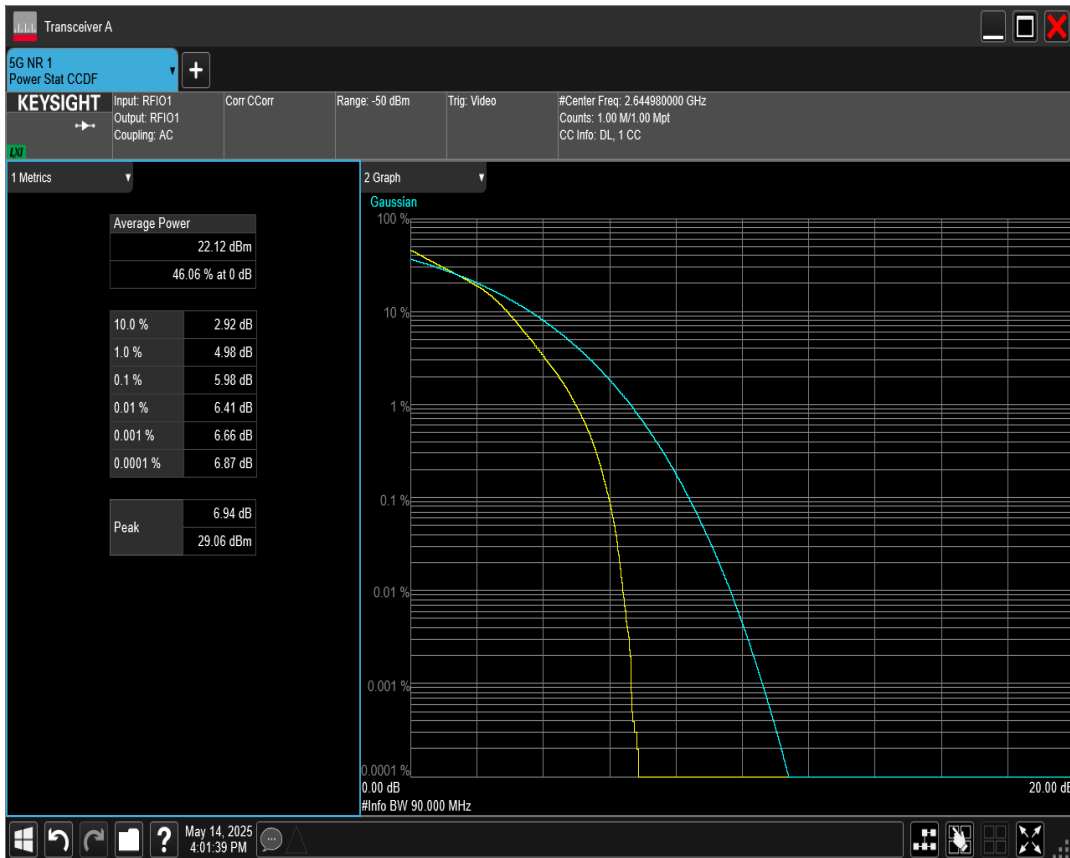 Transceiver A
5G NR 1
Power Stat CCDF
+
KEYSIGHT
LXI
Input: RFIO1
Output: RFIO1
Coupling: AC
Corr CCorr
Range: -50 dBm
Trig: Video
#Center Freq: 2.644980000 GHz
Counts: 1.00 M/1.00 Mpt
CC Info: DL, 1 CC
1 Metrics
Average Power
22.12 dBm
46.06 % at 0 dB
10.0 % 2.92 dB
1.0 % 4.98 dB
0.1 % 5.98 dB
0.01 % 6.41 dB
0.001 % 6.66 dB
0.0001 % 6.87 dB
Peak 6.94 dB
29.06 dBm
2 Graph
Gaussian
100 %
10 %
1 %
0.1 %
0.01 %
0.001 %
0.0001 %
0.00 dB 20.00 dB
#Info BW 90.000 MHz
?
May 14, 2025
4:01:39 PM